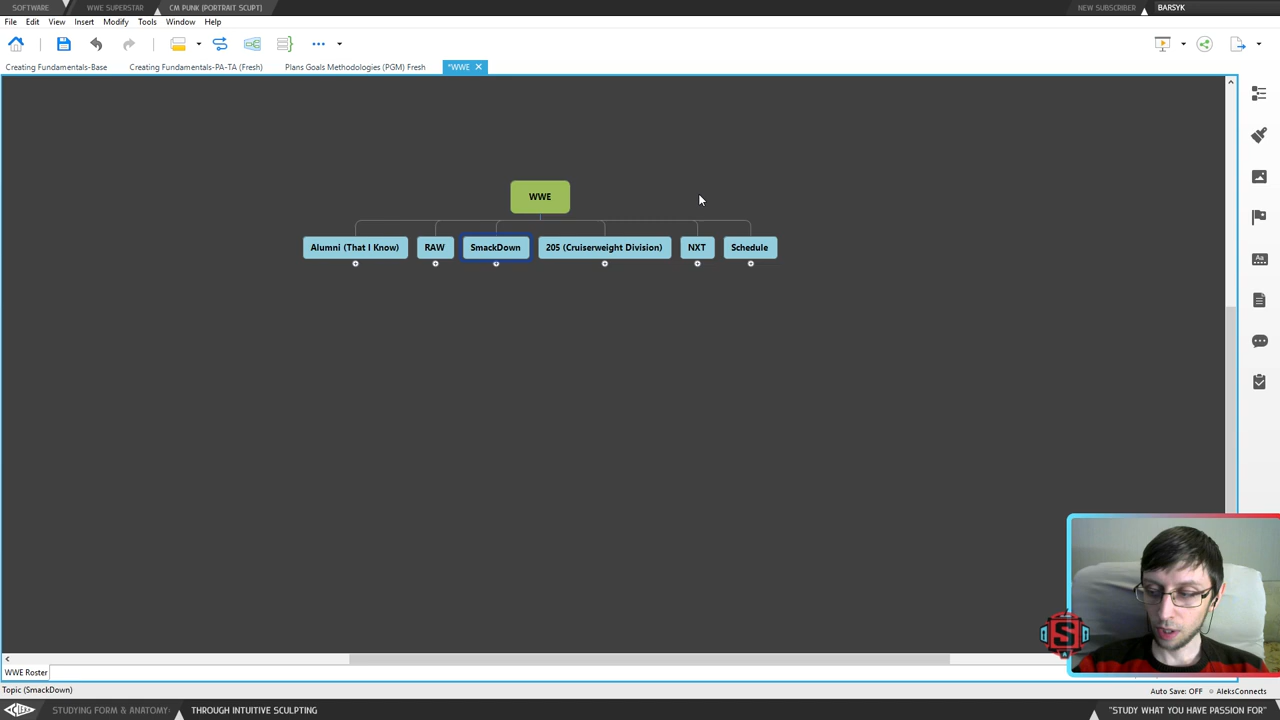 SOFTWARE WWE SUPERSTAR CM PUNK (PORTRAIT SCUPT) NEW SUBSCRIBER BARSYK
File Edit View Insert Modify Tools Window Help
Creating Fundamentals-Base Creating Fundamentals-PA-TA (Fresh) Plans Goals Methodologies (PGM) Fresh *WWE
Aa
WWE
Alumni (That I Know) RAW SmackDown 205 (Cruiserweight Division) NXT Schedule
S
A A
A
WWE Roster
Topic (SmackDown) Auto Save: OFF AleksConnects
STUDYING FORM & ANATOMY THROUGH INTUITIVE SCULPTING "STUDY WHAT YOU HAVE PASSION FOR"